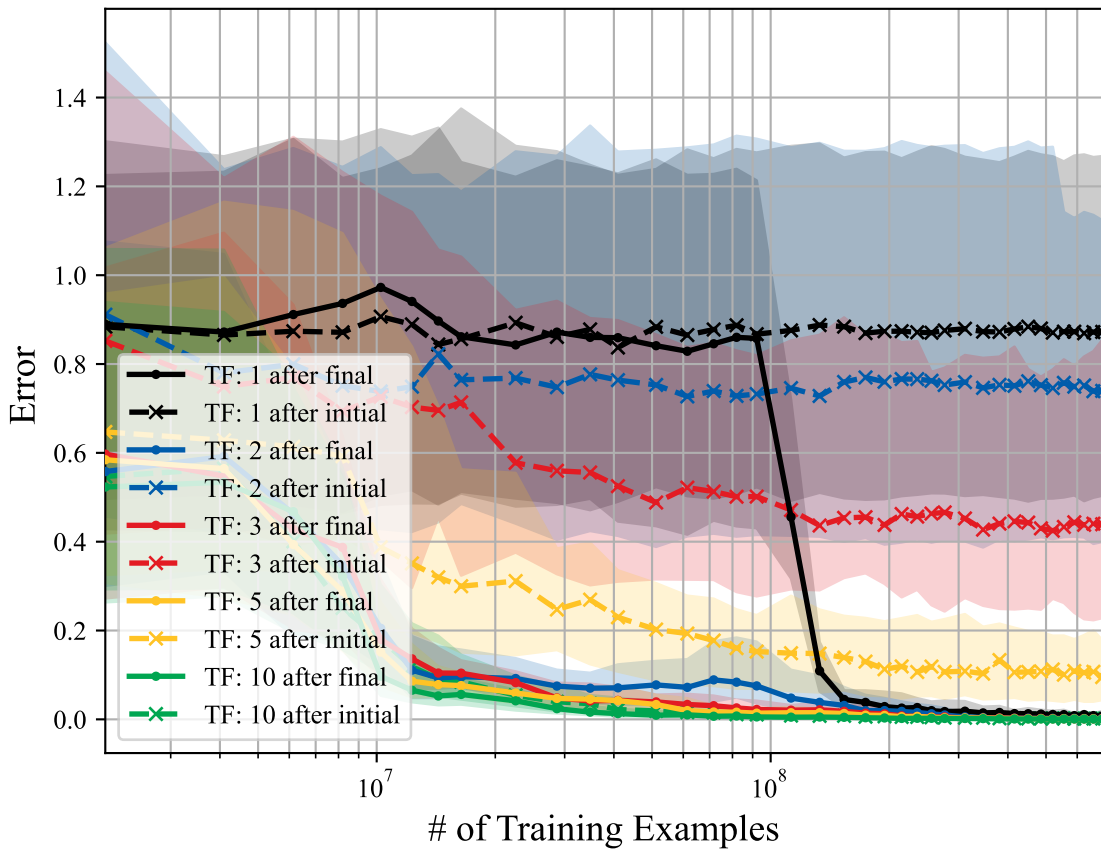 1.4
1.2
1.0
0.8
0.6
0.4
0.2
0.0
Error
TF: 1 after final
TF: 1 after initial
TF: 2 after final
TF: 2 after initial
TF: 3 after final
TF: 3 after initial
TF: 5 after final
TF: 5 after initial
TF: 10 after final
TF: 10 after initial
10⁷
10⁸
# of Training Examples